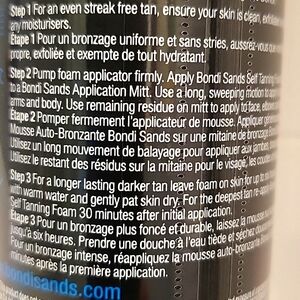 Step 1 For an even streak free tan, ensure your skin is clean,
any moisturisers.
Étape 1 Pour un bronzage uniforme et sans stries, assurez-vous que
propre, exfoliée et exempte de tout hydratant.
Step 2 Pump foam applicator firmly. Apply Bondi Sands Self Tanning
to a Bondi Sands Application Mitt. Use a long, sweeping motion to
arms and body. Use remaining residue on mitt to apply to face, elbows
Étape 2 Pomper fermement l'applicateur de mousse. Appliquer
Mousse Auto-Bronzante Bondi Sands sur une mitaine de bronzage
Utilisez un long mouvement de balayage pour appliquer aux jambes,
Utilisez le restant des résidus sur la mitaine pour le visage, les coudes
Step 3 For a longer lasting darker tan leave foam on skin for up to
with warm water and gently pat skin dry. For the deepest tan re-apply
Self Tanning Foam 30 minutes after initial application.
Étape 3 Pour un bronzage plus foncé et durable, laissez la mousse
jusqu'à six heures. Prendre une douche à l'eau tiède et séchez
Pour un bronzage intense, réappliquez la mousse
minutes après la première application.
ondisands.com